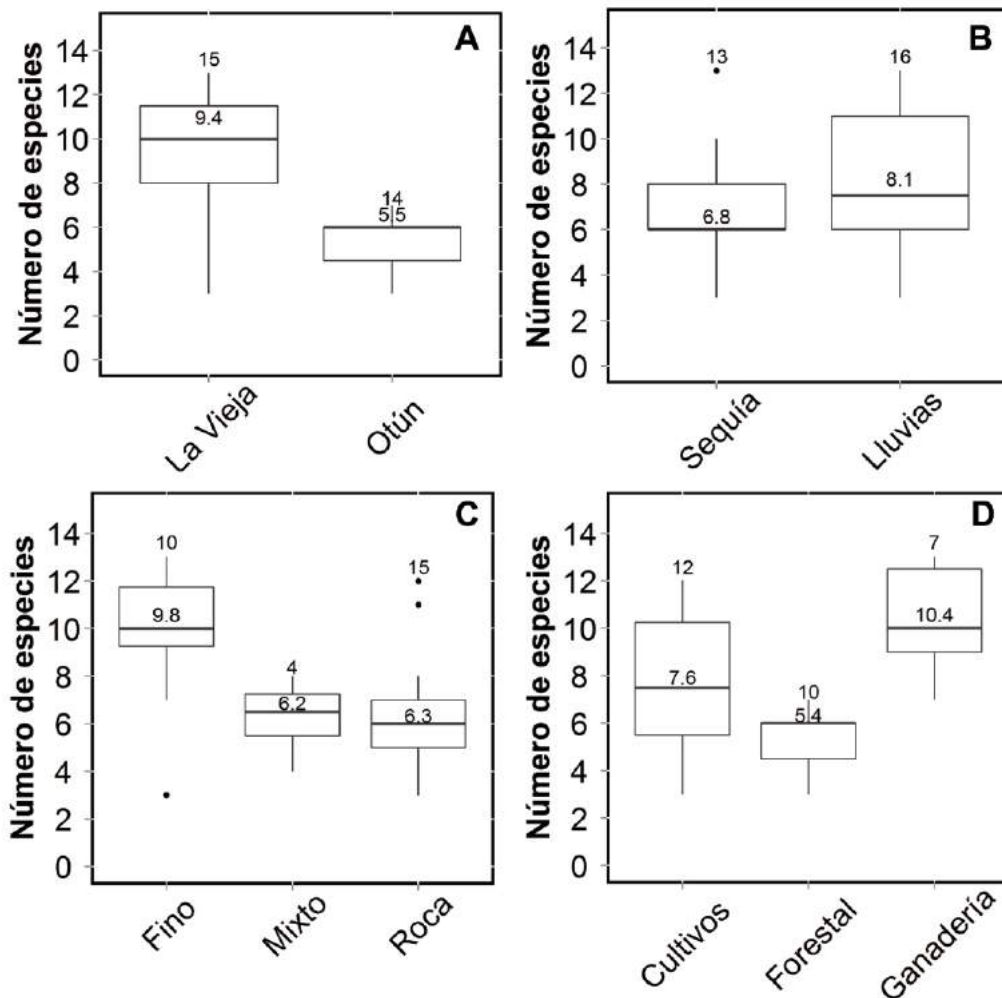 A
Número de especies
14
12
10
8
6
4
2
0
15
9.4
14
5.5
La Vieja
Otún
B
Número de especies
14
12
10
8
6
4
2
0
13
6.8
16
8.1
Sequía
Lluvias
C
Número de especies
14
12
10
8
6
4
2
0
10
9.8
4
6.2
15
6.3
Fino
Mixto
Roca
D
Número de especies
14
12
10
8
6
4
2
0
12
7.6
10
5.4
7
10.4
Cultivos
Forestal
Ganadería